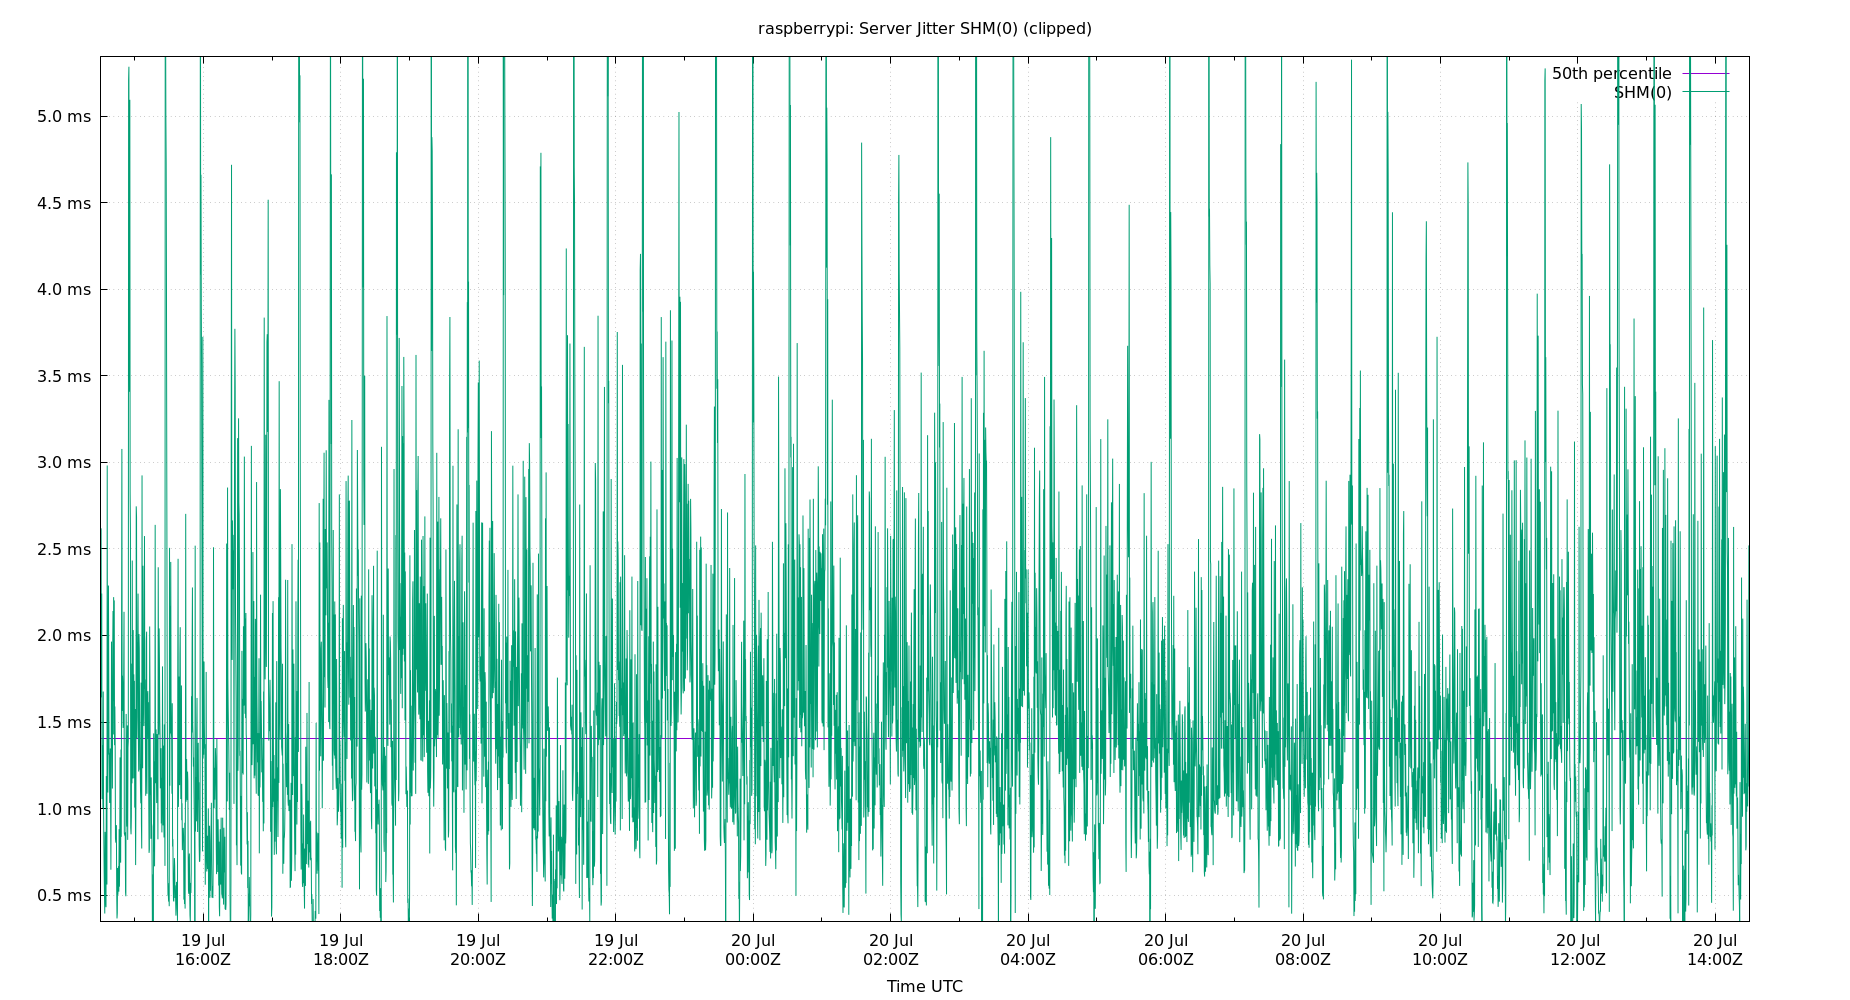 raspberrypi: Server Jitter SHM(0) (clipped)
50th percentile
SHM(0)
5.0 ms
4.5 ms
4.0 ms
3.5 ms
3.0 ms
2.5 ms
2.0 ms
1.5 ms
1.0 ms
0.5 ms
19 Jul 19 Jul 19 Jul 19 Jul 20 Jul 20 Jul 20 Jul 20 Jul 20 Jul 20 Jul 20 Jul 20 Jul
16:00Z 18:00Z 20:00Z 22:00Z 00:00Z 02:00Z 04:00Z 06:00Z 08:00Z 10:00Z 12:00Z 14:00Z
Time UTC